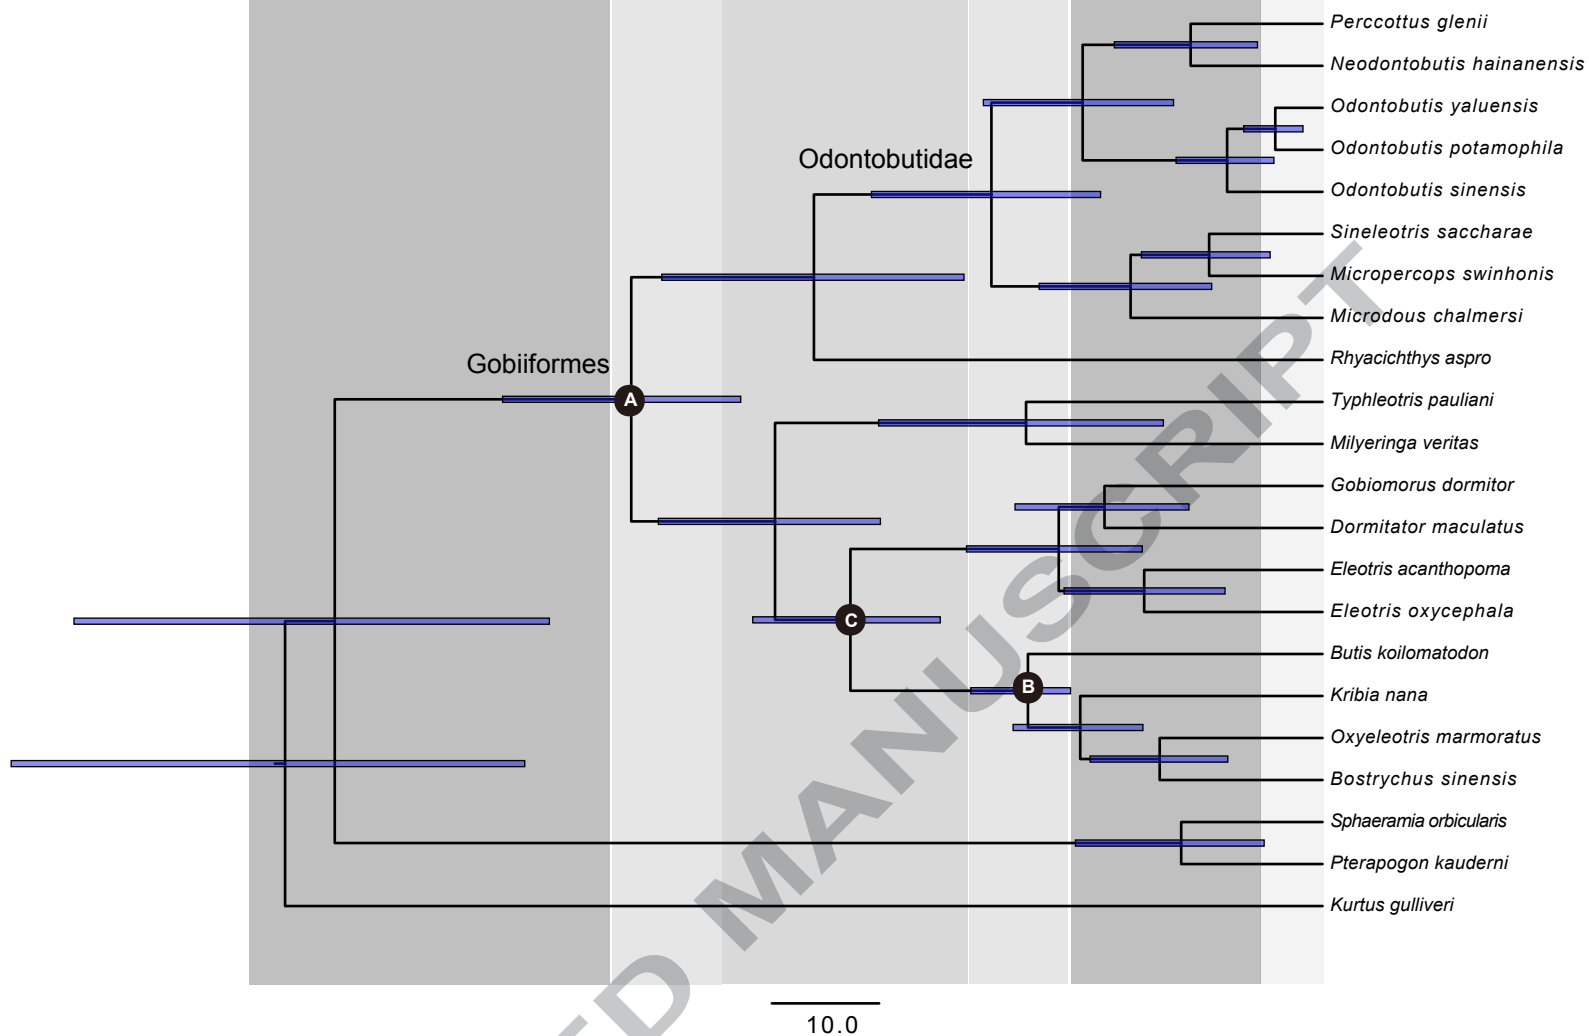 Perccottus glenii
Neodontobutis hainanensis
Odontobutis yaluensis
Odontobutis potamophila
Odontobutidae
Odontobutis sinensis
Sineleotris saccharae
Micropercops swinhonis
Microdous chalmersi
Rhyacichthys aspro
Gobiiformes
A
Typhleotris pauliani
Milyeringa veritas
Gobiomorus dormitor
Dormitator maculatus
Eleotris acanthopoma
Eleotris oxycephala
C
Butis koilomatodon
B
Kribia nana
Oxyeleotris marmoratus
Bostrychus sinensis
Sphaeramia orbicularis
Pterapogon kauderni
Kurtus gulliveri
ED MANUSCRIPT
10.0